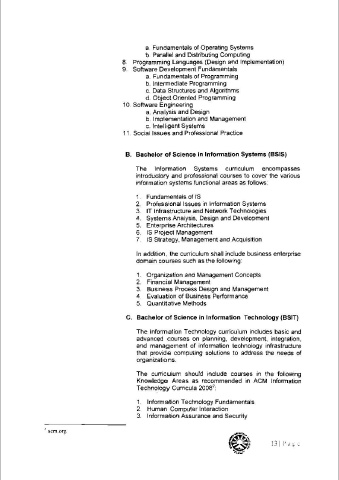 a. Fundamentals of Operating Systems
b. Parallel and Distributing Computing
8. Programming Languages (Design and Implementation)
9. Software Development Fundamentals
a. Fundamentals of Programming
b. Intermediate Programming
c. Data Structures and Algorithms
d. Object Oriented Programming
10. Software Engineering
a. Analysis and Design
b. Implementation and Management
c. Intelligent Systems
11. Social Issues and Professional Practice
B. Bachelor of Science in Information Systems (BSIS)
The Information Systems curriculum encompasses
introductory and professional courses to cover the various
information systems functional areas as follows:
1. Fundamentals of IS
2. Professional Issues in Information Systems
3. IT Infrastructure and Network Technologies
4. Systems Analysis, Design and Development
5. Enterprise Architectures
6. IS Project Management
7. IS Strategy, Management and Acquisition
In addition, the curriculum shall include business enterprise
domain courses such as the following:
1. Organization and Management Concepts
2. Financial Management
3. Business Process Design and Management
4. Evaluation of Business Performance
5. Quantitative Methods
C. Bachelor of Science in Information Technology (BSIT)
The Information Technology curriculum includes basic and
advanced courses on planning, development, integration,
and management of information technology infrastructure
that provide computing solutions to address the needs of
organizations.
The curriculum should include courses in the following
Knowledge Areas as recommended in ACM Information
Technology Curricula 2008²:
1. Information Technology Fundamentals
2. Human Computer Interaction
3. Information Assurance and Security
acm.org
13 | Page